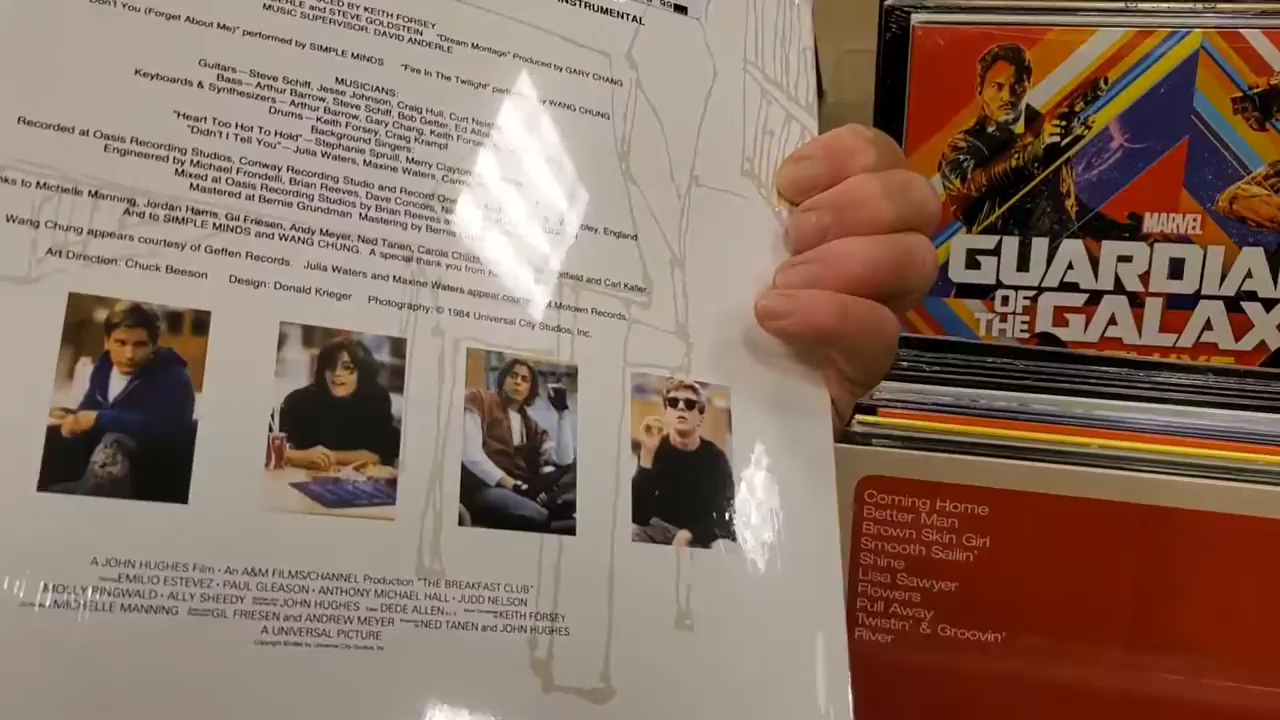 INSTRUMENTAL
CED BY KEITH FORSEY
ERLE and STEVE GOLDSTEIN
MUSIC SUPERVISOR: DAVID ANDERLE
"Dream Montage" Produced by GARY CHANG
Don't You (Forget About Me)" performed by SIMPLE MINDS "Fire In The Twilight" by WANG CHUNG
MUSICIANS:
Guitars—Steve Schiff, Jesse Johnson, Craig Hull, Curt
Bass—Arthur Barrow, Steve Schiff, Bob Getter, Ed
Keyboards & Synthesizers—Arthur Barrow, Gary Chang, Keith
Drums—Keith Forsey, Craig Krampf
Background Singers:
"Heart Too Hot To Hold"—Stephanie Spruill, Merry Clayton
"Didn't I Tell You"—Julia Waters, Maxine Waters,
Recorded at Oasis Recording Studios, Conway Recording Studio and Record One England
Engineered by Michael Frondelli, Brian Reeves, Dave Concors,
Mixed at Oasis Recording Studios by Brian Reeves
Mastered at Bernie Grundman Mastering by
to Michelle Manning, Jordan Harris, Gil Friesen, Andy Meyer, Ned Tanen, Carole Childs and Carl Kaller.
And to SIMPLE MINDS and WANG CHUNG. A special thank you from
Wang Chung appears courtesy of Geffen Records. Julia Waters and Maxine Waters appear Motown Records.
Art Direction: Chuck Beeson Design: Donald Krieger Photography: © 1984 Universal City Studios, Inc.
A JOHN HUGHES Film • An A&M FILMS/CHANNEL Production "THE BREAKFAST CLUB"
EMILIO ESTEVEZ • PAUL GLEASON • ANTHONY MICHAEL HALL • JUDD NELSON
MOLLY RINGWALD • ALLY SHEEDY JOHN HUGHES DEDE ALLEN KEITH FORSEY
MICHELLE MANNING GIL FRIESEN and ANDREW MEYER NED TANEN and JOHN HUGHES
A UNIVERSAL PICTURE
MARVEL
GUARDIA
OF
THE GALAX
Coming Home
Better Man
Brown Skin Girl
Smooth Sailin'
Shine
Lisa Sawyer
Flowers
Pull Away
Twistin' & Groovin'
River